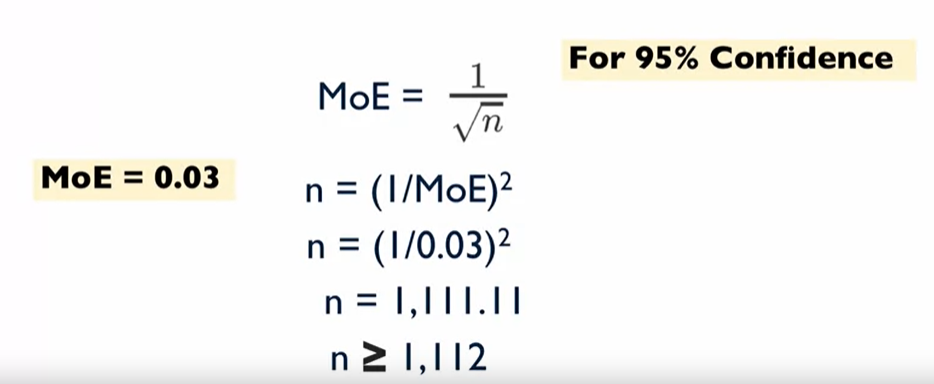 For 95% Confidence
MoE = 1/√n
MoE = 0.03
n = (1/MoE)²
n = (1/0.03)²
n = 1,111.11
n ≥ 1,112